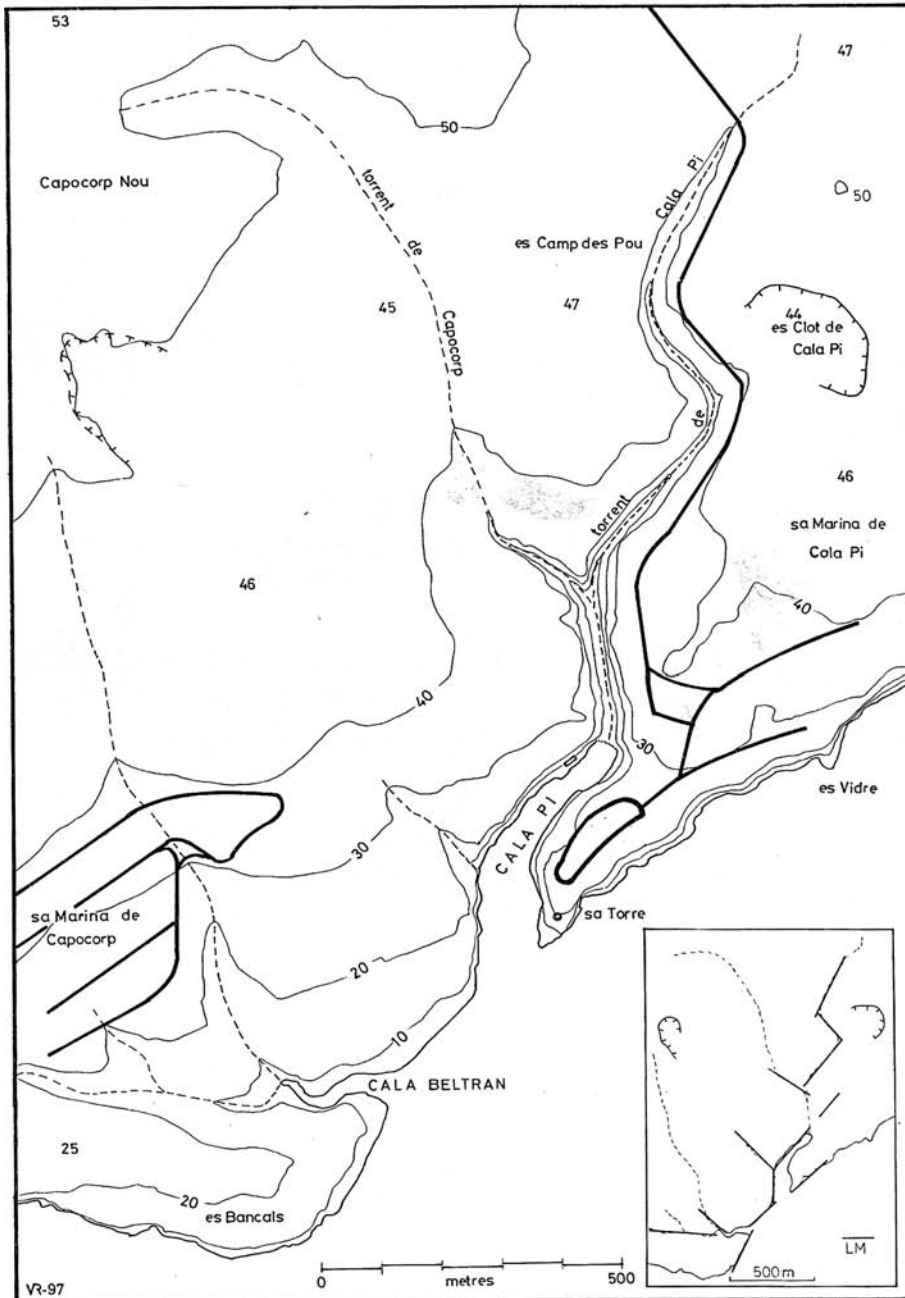 53
47
50
Capocorp Nou
torrent
de
Capocorp
Cala Pi
50
es Camp des Pou
45
47
44
es Clot de
Cala Pi
de
torrent
46
sa Marina de
Cola Pi
46
40
40
30
es Vidre
CALA PI
30
sa Marina de
Capocorp
sa Torre
20
10
CALA BELTRAN
25
20
es Bancals
0
metres
500
VR-97
LM
500 m